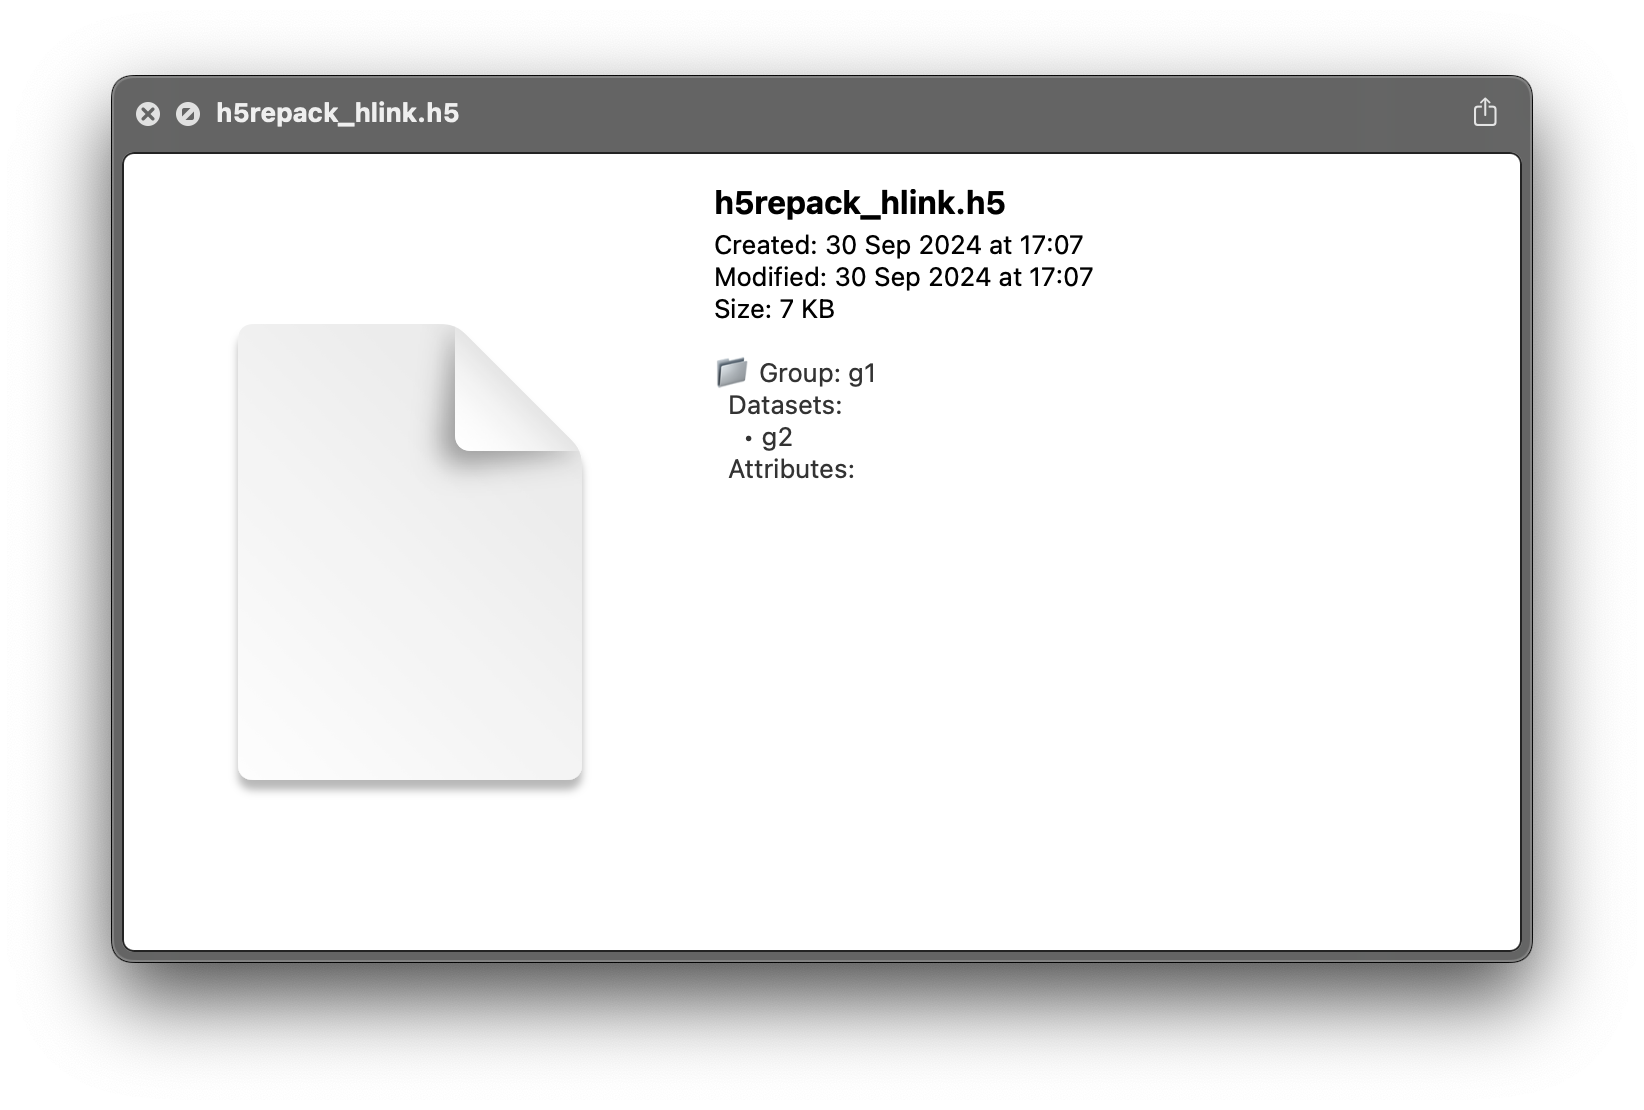 h5repack_hlink.h5
h5repack_hlink.h5
Created: 30 Sep 2024 at 17:07
Modified: 30 Sep 2024 at 17:07
Size: 7 KB
Group: g1
Datasets:
• g2
Attributes: